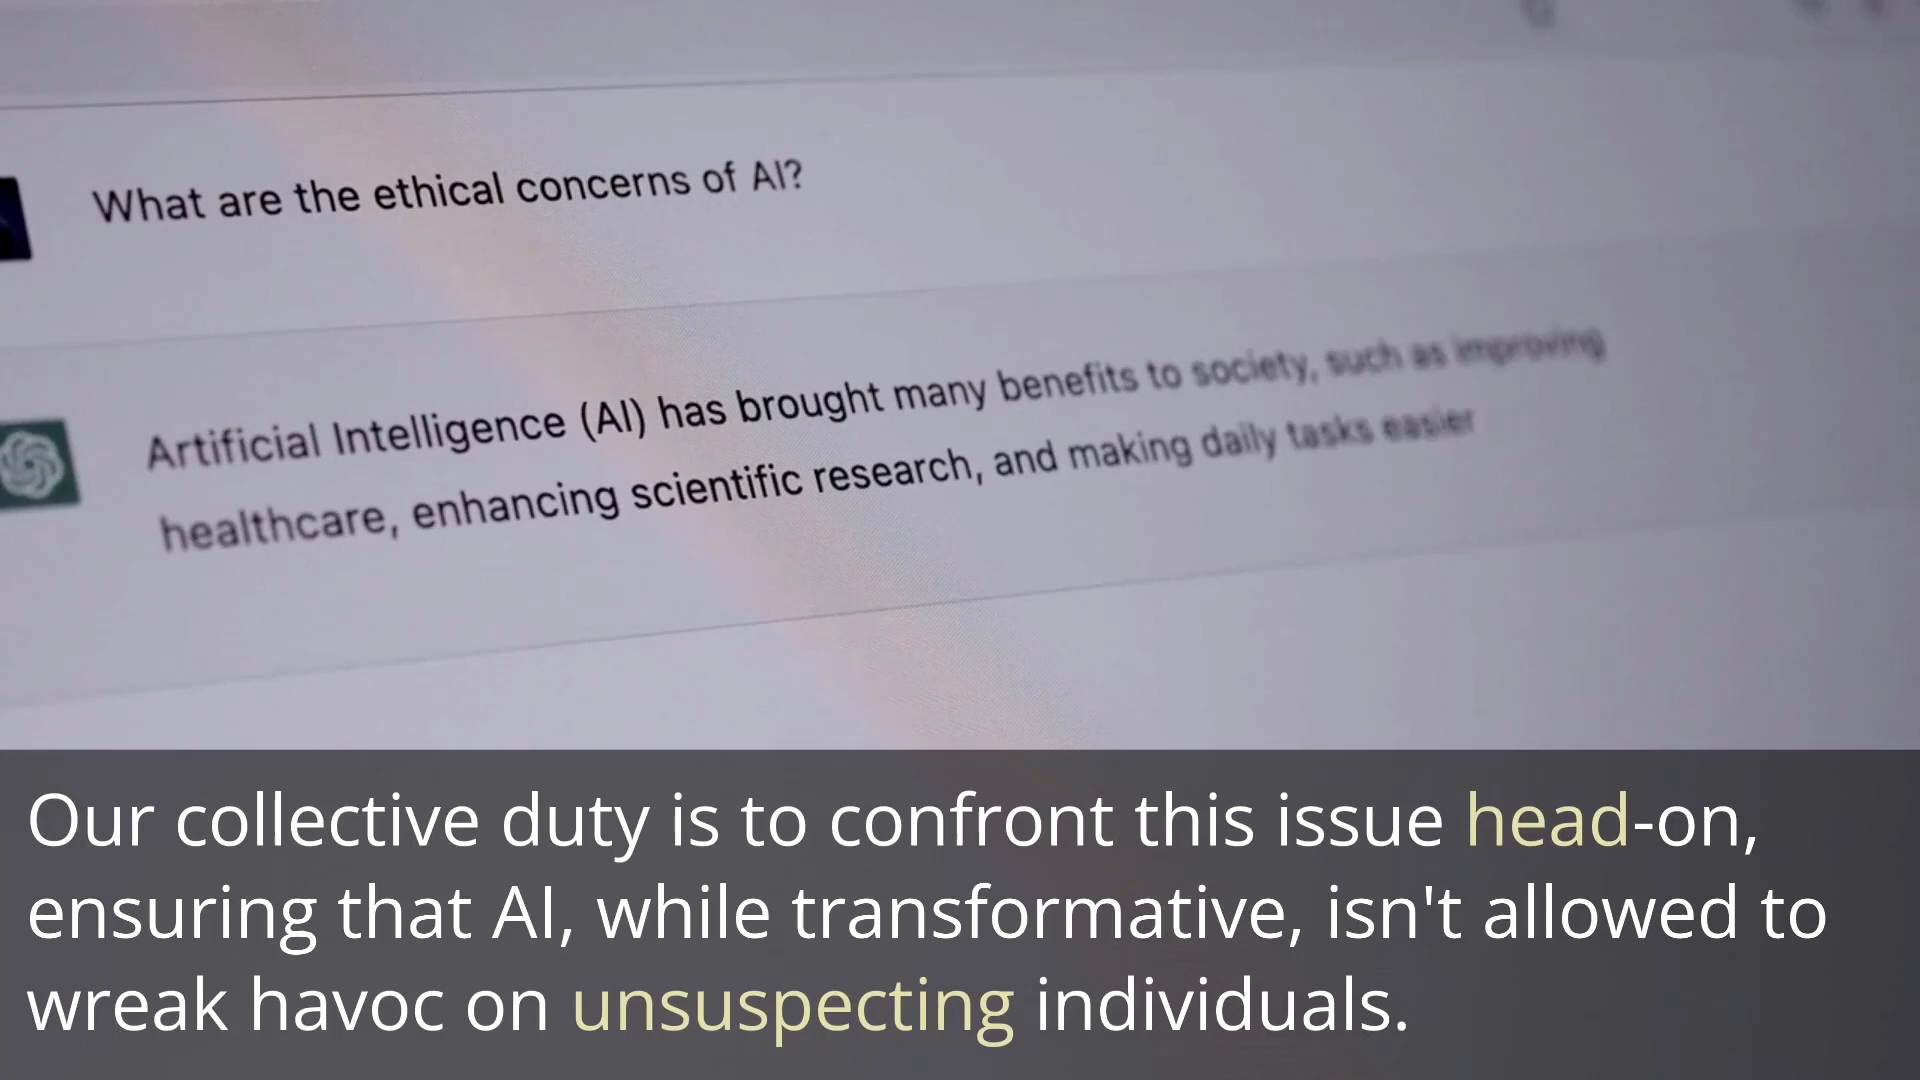 What are the ethical concerns of AI?
Artificial Intelligence (AI) has brought many benefits to society, such as improving
healthcare, enhancing scientific research, and making daily tasks easier
Our collective duty is to confront this issue head-on,
ensuring that AI, while transformative, isn't allowed to
wreak havoc on unsuspecting individuals.